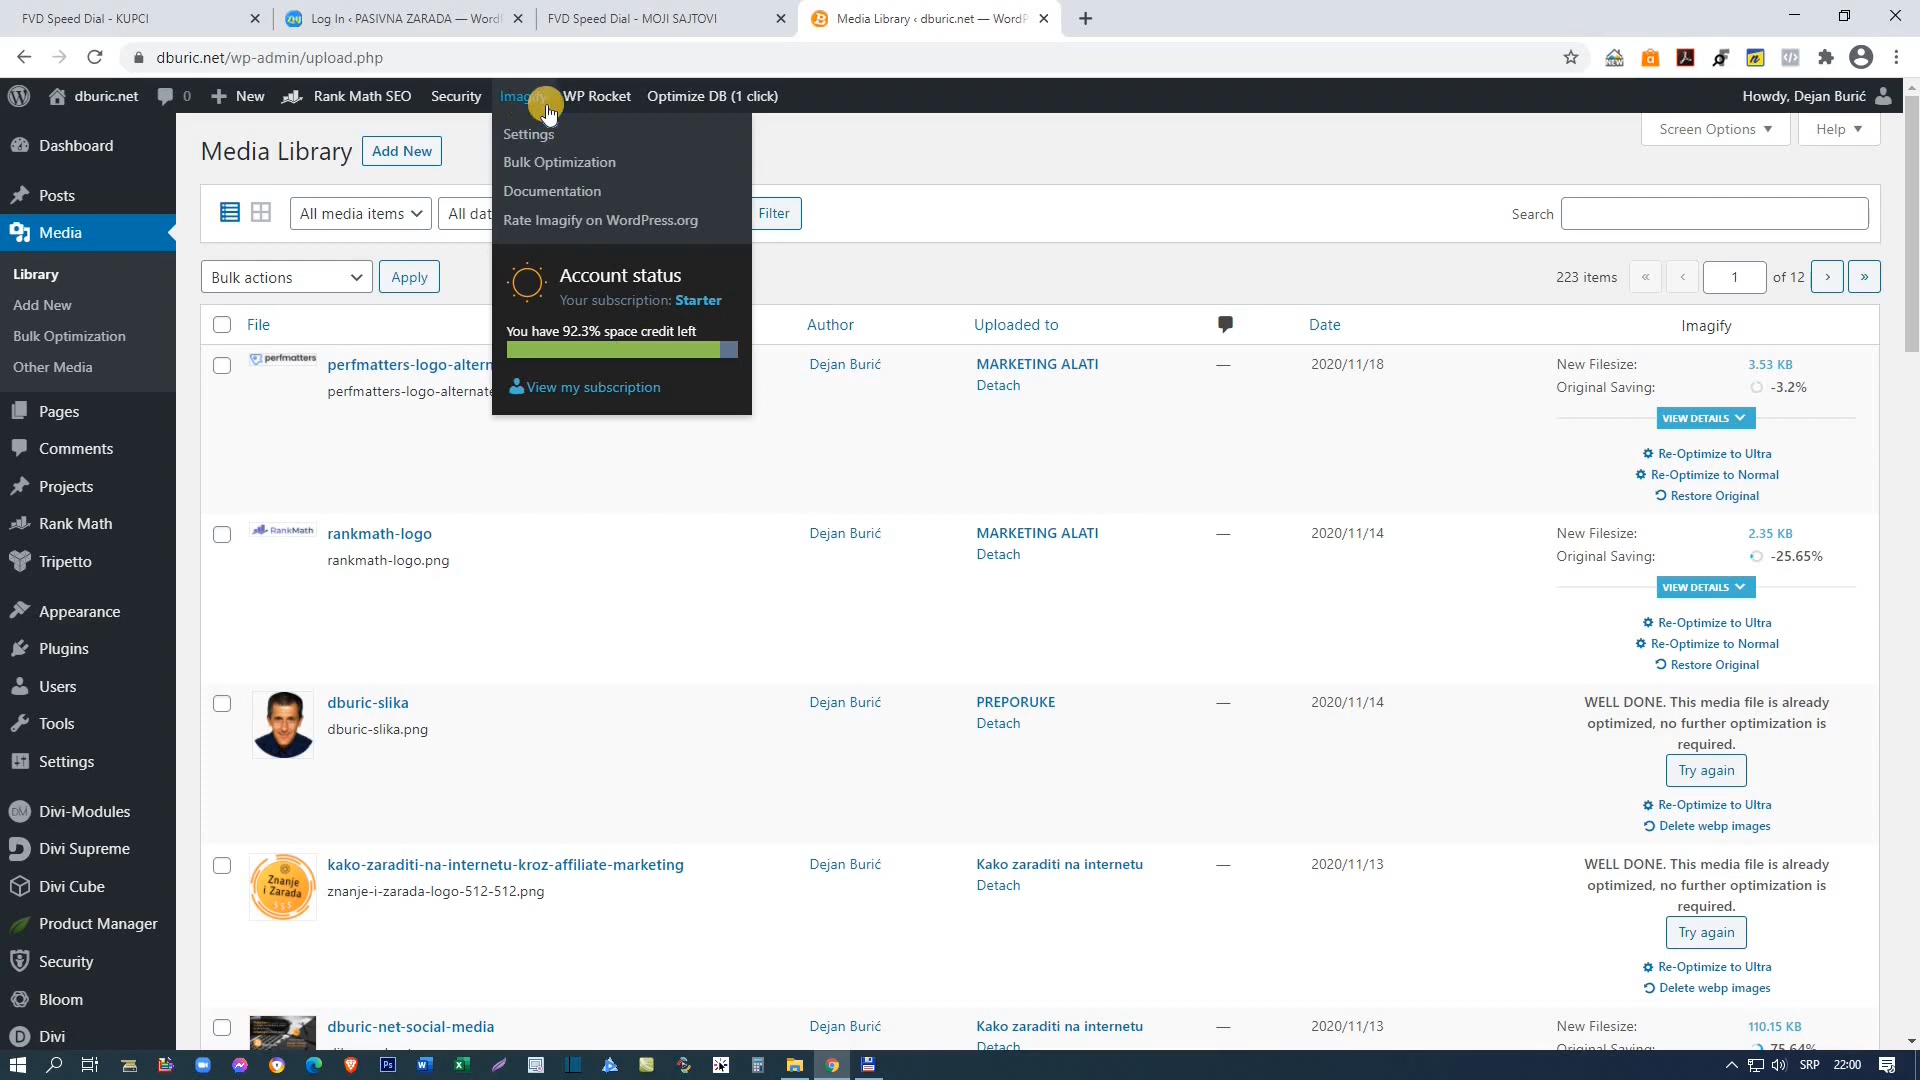 FVD Speed Dial - KUPCI
Log In ‹ PASIVNA ZARADA — Word
FVD Speed Dial - MOJI SAJTOVI
Media Library ‹ dburic.net — WordP
dburic.net/wp-admin/upload.php
dburic.net
0
New
Rank Math SEO
Security
WP Rocket
Optimize DB (1 click)
Howdy, Dejan Burić
Dashboard
Posts
Media
Library
Add New
Bulk Optimization
Other Media
Pages
Comments
Projects
Rank Math
Tripetto
Appearance
Plugins
Users
Tools
Settings
Divi-Modules
Divi Supreme
Divi Cube
Product Manager
Security
Bloom
Divi
Settings
Bulk Optimization
Documentation
Rate Imagify on WordPress.org
Account status
Your subscription: Starter
You have 92.3% space credit left
View my subscription
Media Library
Add New
Screen Options
Help
All media items
All dat
Filter
Search
Bulk actions
Apply
223 items
«
‹
1
of 12
›
»
File
Author
Uploaded to
Date
Imagify
perfmatters
perfmatters-logo-altern
perfmatters-logo-alternate
Dejan Burić
MARKETING ALATI
Detach
—
2020/11/18
New Filesize: 3.53 KB
Original Saving: -3.2%
VIEW DETAILS
Re-Optimize to Ultra
Re-Optimize to Normal
Restore Original
RankMath
rankmath-logo
rankmath-logo.png
Dejan Burić
MARKETING ALATI
Detach
—
2020/11/14
New Filesize: 2.35 KB
Original Saving: -25.65%
VIEW DETAILS
Re-Optimize to Ultra
Re-Optimize to Normal
Restore Original
dburic-slika
dburic-slika.png
Dejan Burić
PREPORUKE
Detach
—
2020/11/14
WELL DONE. This media file is already
optimized, no further optimization is
required.
Try again
Re-Optimize to Ultra
Delete webp images
Znanje
i Zarada
$ $ $
kako-zaraditi-na-internetu-kroz-affiliate-marketing
znanje-i-zarada-logo-512-512.png
Dejan Burić
Kako zaraditi na internetu
Detach
—
2020/11/13
WELL DONE. This media file is already
optimized, no further optimization is
required.
Try again
Re-Optimize to Ultra
Delete webp images
dburic-net-social-media
Dejan Burić
Kako zaraditi na internetu
Detach
—
2020/11/13
New Filesize: 110.15 KB
Original Saving: 75.64%
SRP
22:00